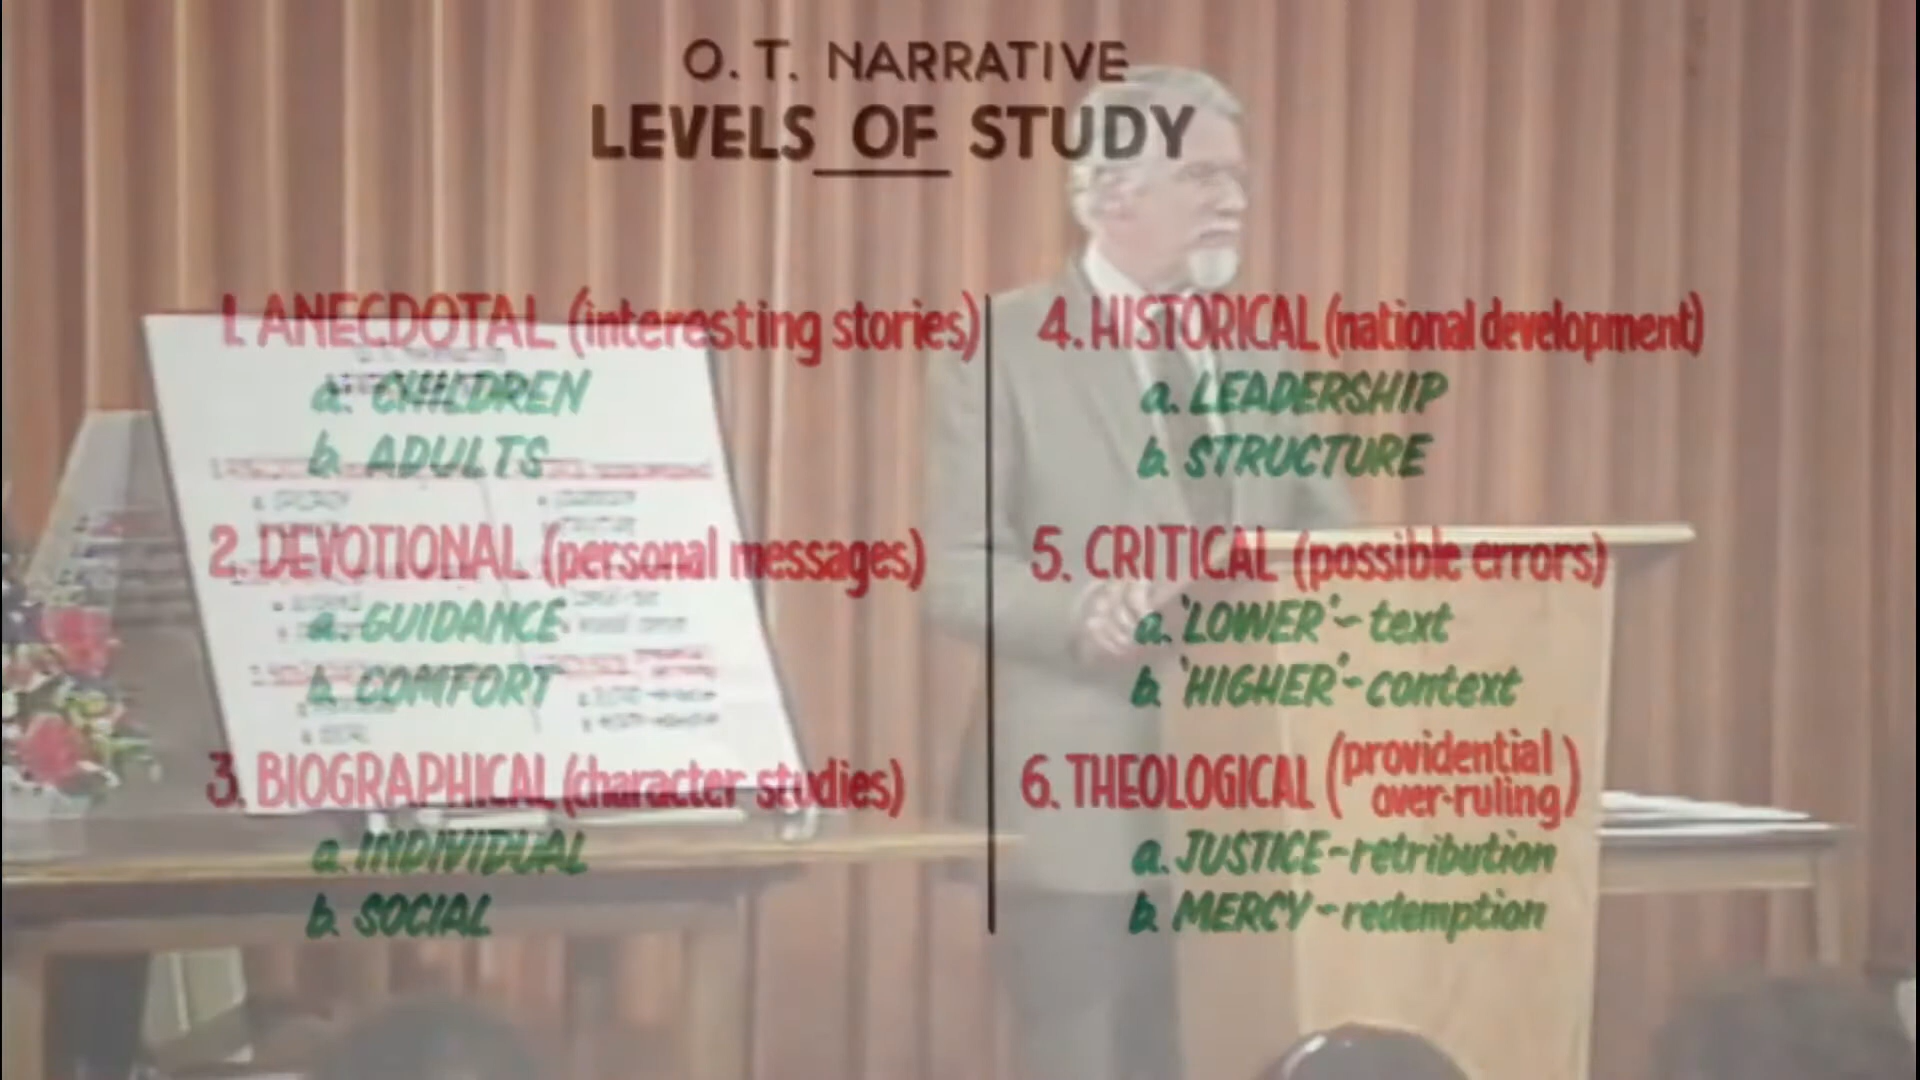 O. T. NARRATIVE
LEVELS OF STUDY
1. ANECDOTAL (interesting stories)
a. CHILDREN
b. ADULTS
2. DEVOTIONAL (personal messages)
a. GUIDANCE
b. COMFORT
3. BIOGRAPHICAL (character studies)
a. INDIVIDUAL
b. SOCIAL
4. HISTORICAL (national development)
a. LEADERSHIP
b. STRUCTURE
5. CRITICAL (possible errors)
a. 'LOWER' - text
b. 'HIGHER' - context
6. THEOLOGICAL (providential
over-ruling)
a. JUSTICE - retribution
b. MERCY - redemption